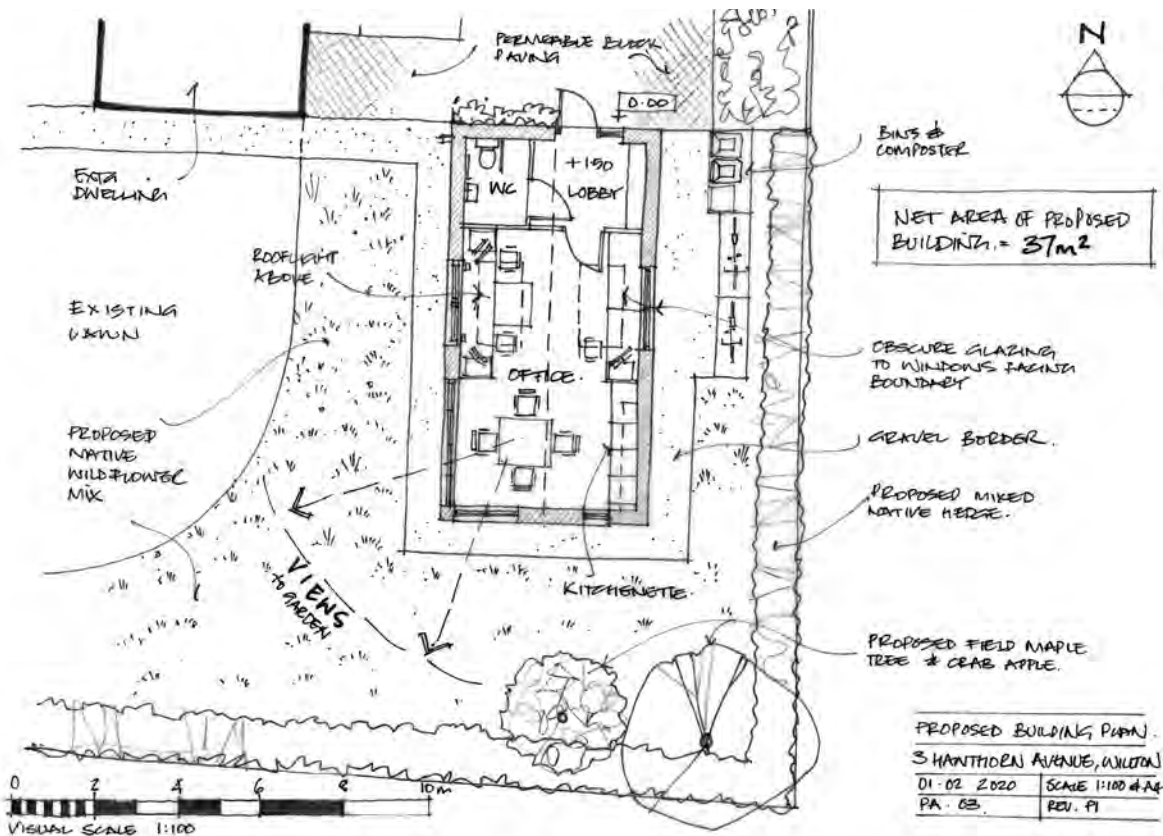 PERMEABLE BLOCK
PAVING
N
0.00
BINS &
COMPOSTER
+150
LOBBY
WC
DWELLING
NET AREA OF PROPOSED
BUILDING = 37m²
ROOFLIGHT
ABOVE.
EXISTING
LAWN
OBSCURE GLAZING
TO WINDOWS FACING
BOUNDARY
OFFICE.
PROPOSED
NATIVE
WILDFLOWER
MIX
GRAVEL BORDER.
PROPOSED MIXED
NATIVE HEDGE.
VIEWS
to GARDEN
KITCHENETTE.
PROPOSED FIELD MAPLE
TREE & CRAB APPLE.
PROPOSED BUILDING PLAN.
3 HANTHORN AVENUE, WILTON
01-02 2020
SCALE 1:100 @ A4
PA - 03.
REV. P1
0 2 4 6 8 10m
VISUAL SCALE 1:100